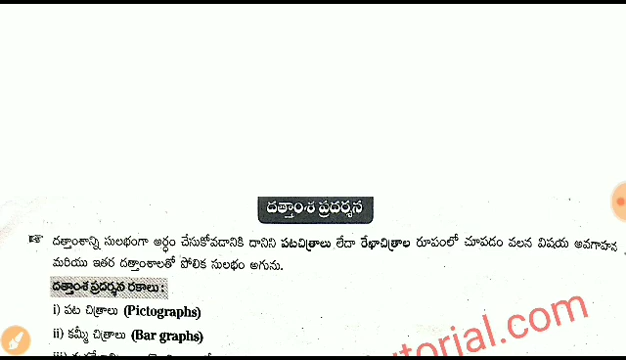 దత్తాంశ ప్రదర్శన
☞ దత్తాంశాన్ని సులభంగా అర్థం చేసుకోవడానికి దానిని పటచిత్రాలు లేదా రేఖాచిత్రాల రూపంలో చూపడం వలన విషయ అవగాహన
మరియు ఇతర దత్తాంశాలతో పోలిక సులభం అగును.
దత్తాంశ ప్రదర్శన రకాలు :
i) పట చిత్రాలు (Pictographs)
ii) కమ్మీ చిత్రాలు (Bar graphs)
utorial.com